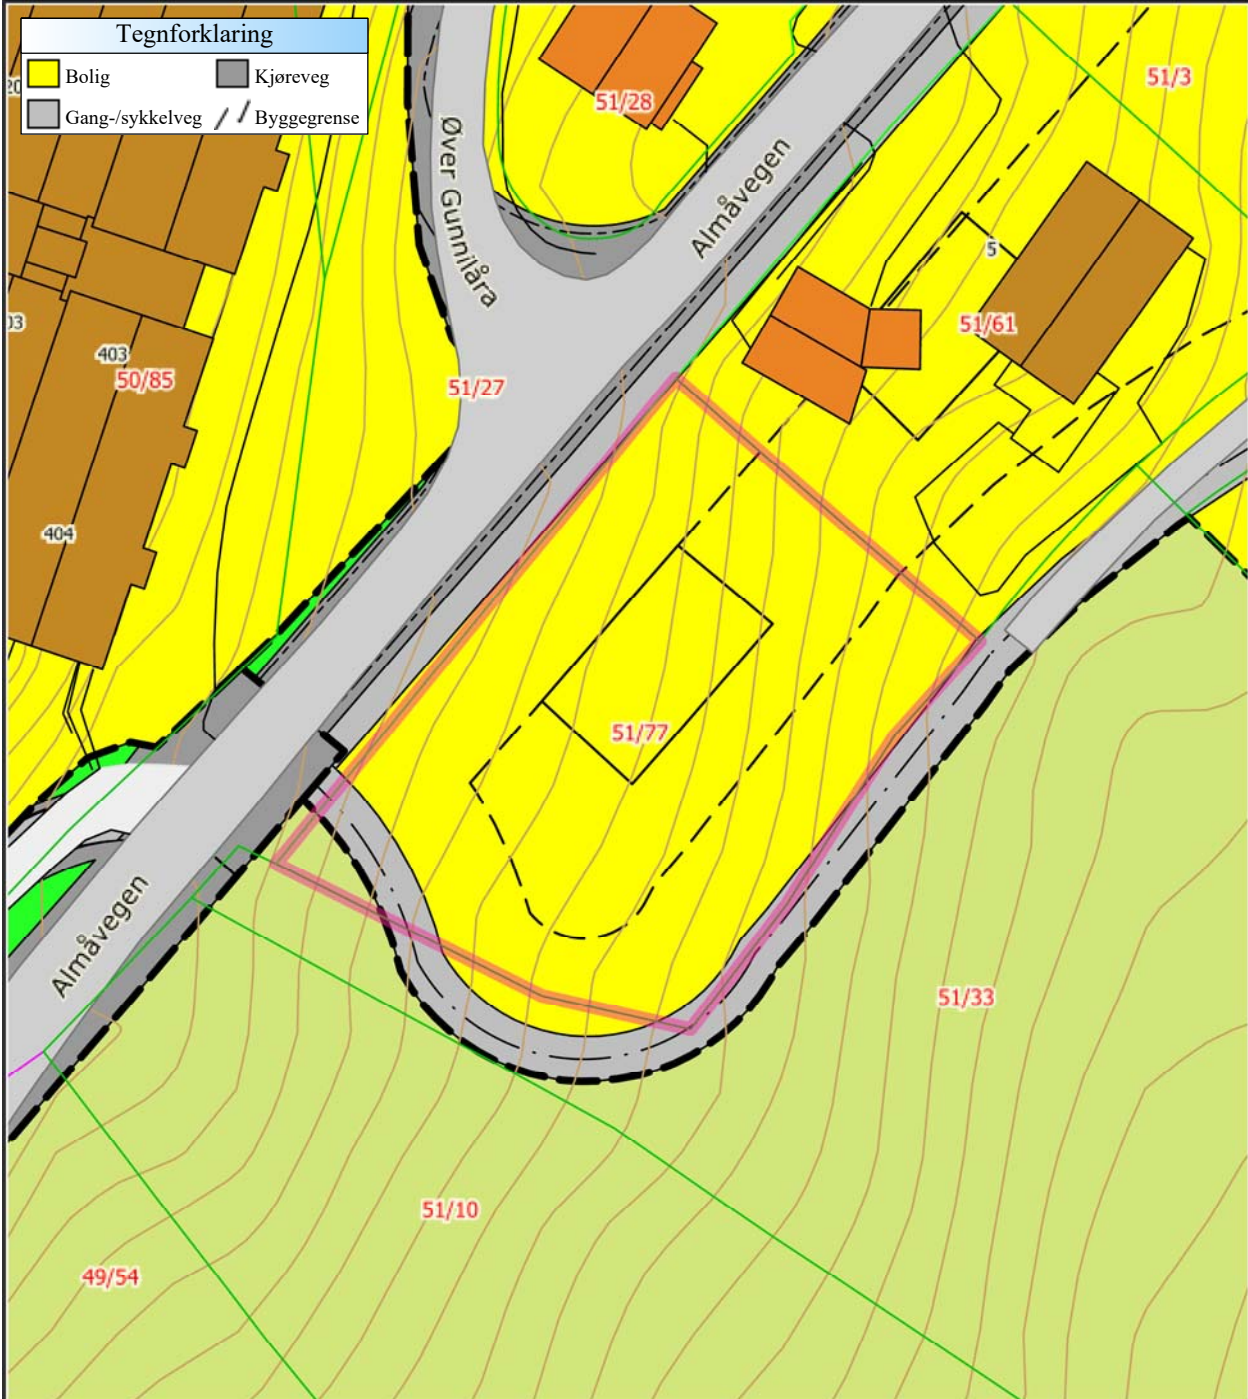 Tegnforklaring
Bolig
Kjøreveg
Gang-/sykkelveg
Byggegrense
51/3
51/28
Øver Gunnilåra
Almåvegen
5
51/61
403
50/85
51/27
404
51/77
Almåvegen
51/33
51/10
49/54